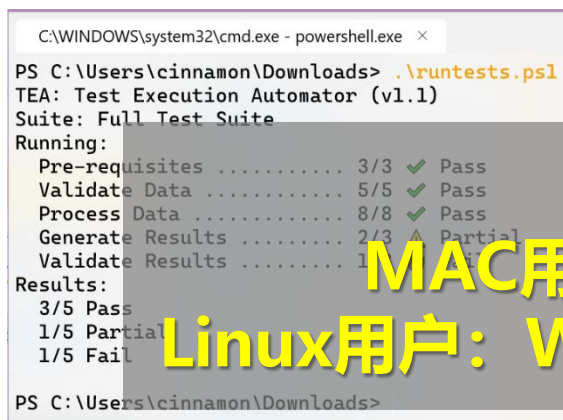 C:\WINDOWS\system32\cmd.exe - powershell.exe ×
PS C:\Users\cinnamon\Downloads> .\runtests.ps1
TEA: Test Execution Automator (v1.1)
Suite: Full Test Suite
Running:
Pre-requisites ........... 3/3 ✔ Pass
Validate Data ............ 5/5 ✔ Pass
Process Data ............. 8/8 ✔ Pass
Generate Results ......... 2/3 ⚠ Partial
Validate Results .........
Results:
3/5 Pass
1/5 Partial
1/5 Fail
MAC用
Linux用户：W
PS C:\Users\cinnamon\Downloads>